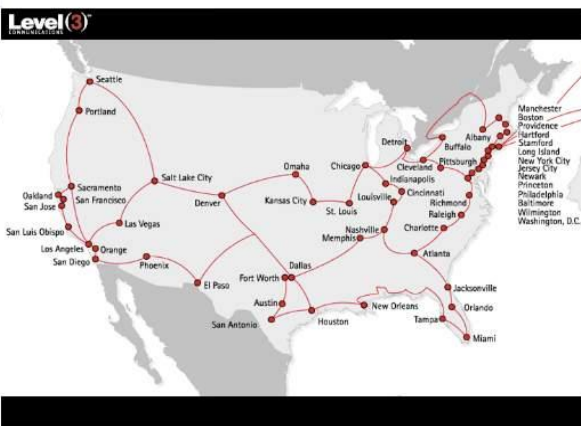 Level(3)
COMMUNICATIONS
Seattle
Portland
Sacramento
Oakland
San Francisco
San Jose
San Luis Obispo
Los Angeles
Orange
San Diego
Las Vegas
Salt Lake City
Phoenix
El Paso
Denver
Omaha
Kansas City
St. Louis
Chicago
Indianapolis
Cincinnati
Louisville
Nashville
Memphis
Dallas
Fort Worth
Austin
San Antonio
Houston
New Orleans
Detroit
Cleveland
Buffalo
Pittsburgh
Albany
Manchester
Boston
Providence
Hartford
Stamford
Long Island
New York City
Jersey City
Newark
Princeton
Philadelphia
Baltimore
Wilmington
Washington, D.C.
Richmond
Raleigh
Charlotte
Atlanta
Jacksonville
Orlando
Tampa
Miami